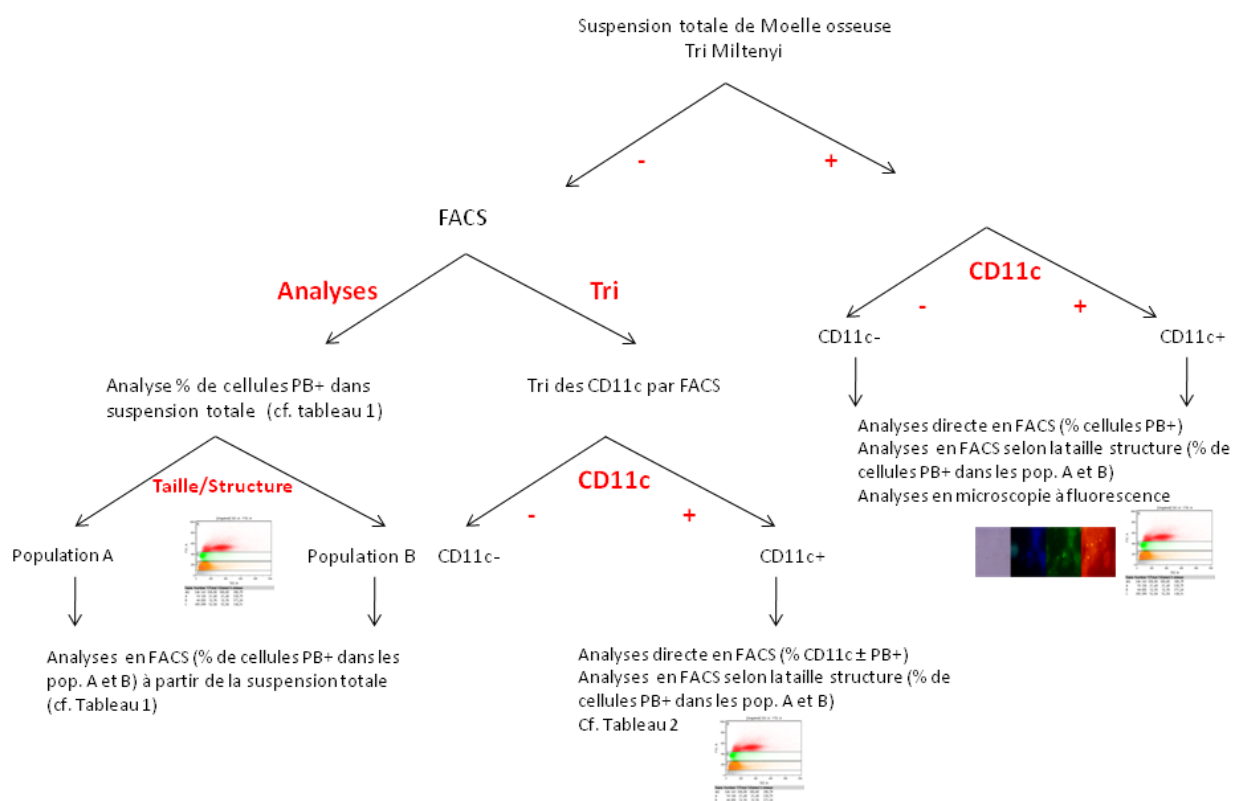 Suspension totale de Moelle osseuse
Tri Miltenyi
-
+
FACS
Analyses
Tri
CD11c
-
+
CD11c-
CD11c+
Analyse % de cellules PB+ dans
suspension totale (cf. tableau 1)
Tri des CD11c par FACS
Analyses directe en FACS (% cellules PB+)
Analyses en FACS selon la taille structure (% de
cellules PB+ dans les pop. A et B)
Analyses en microscopie à fluorescence
Taille/Structure
CD11c
-
+
Population A
Population B
CD11c-
CD11c+
Analyses en FACS (% de cellules PB+ dans les
pop. A et B) à partir de la suspension totale
(cf. Tableau 1)
Analyses directe en FACS (% CD11c ± PB+)
Analyses en FACS selon la taille structure (% de
cellules PB+ dans les pop. A et B)
Cf. Tableau 2